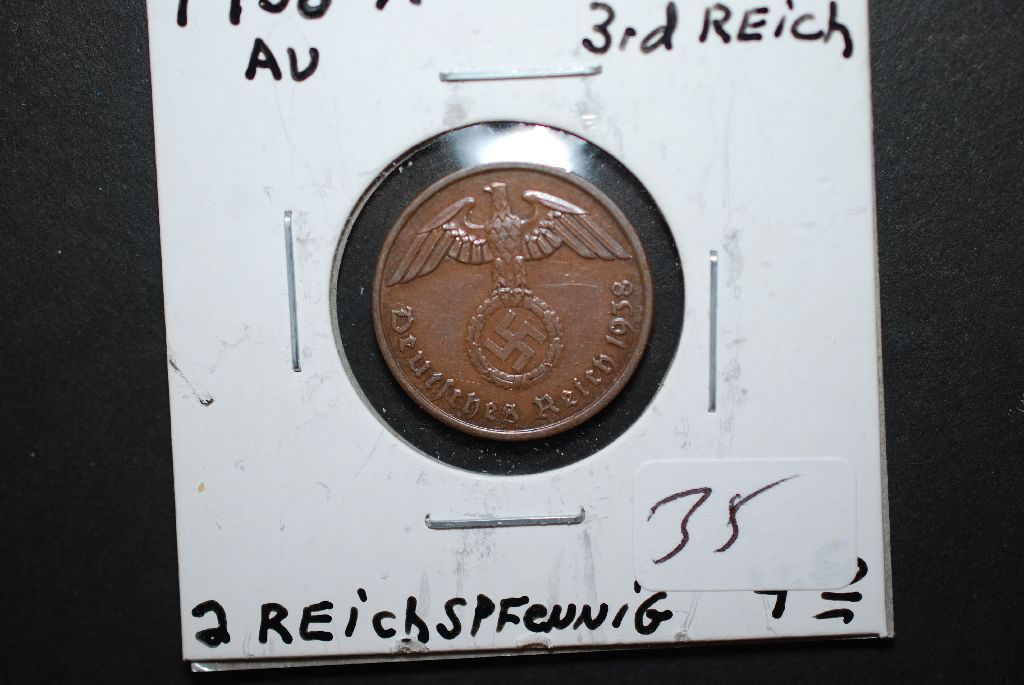 AU
3rd REich
Deutsches Reich 1938
35
2 REichSPFENNiG